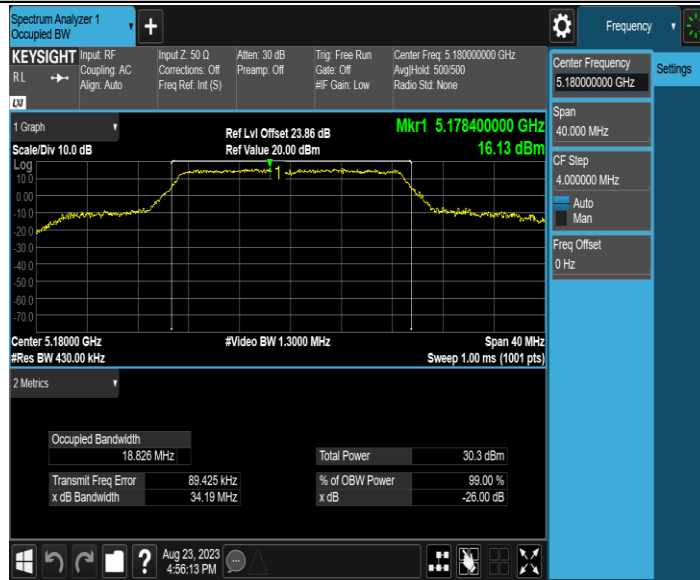 Spectrum Analyzer 1
Occupied BW
+
Frequency
KEYSIGHT
RL
LXI
Input: RF
Coupling: AC
Align: Auto
Input Z: 50 Ω
Corrections: Off
Freq Ref: Int (S)
Atten: 30 dB
Preamp: Off
Trig: Free Run
Gate: Off
#IF Gain: Low
Center Freq: 5.180000000 GHz
Avg|Hold: 500/500
Radio Std: None
Center Frequency
5.180000000 GHz
Settings
Span
40.000 MHz
CF Step
4.000000 MHz
Auto
Man
Freq Offset
0 Hz
1 Graph
Scale/Div 10.0 dB
Ref Lvl Offset 23.86 dB
Ref Value 20.00 dBm
Mkr1 5.178400000 GHz
16.13 dBm
Log
10.0
0.00
-10.0
-20.0
-30.0
-40.0
-50.0
-60.0
-70.0
1
Center 5.18000 GHz
#Res BW 430.00 kHz
#Video BW 1.3000 MHz
Span 40 MHz
Sweep 1.00 ms (1001 pts)
2 Metrics
Occupied Bandwidth
18.826 MHz
Transmit Freq Error 89.425 kHz
x dB Bandwidth 34.19 MHz
Total Power 30.3 dBm
% of OBW Power 99.00 %
x dB -26.00 dB
?
Aug 23, 2023
4:56:13 PM